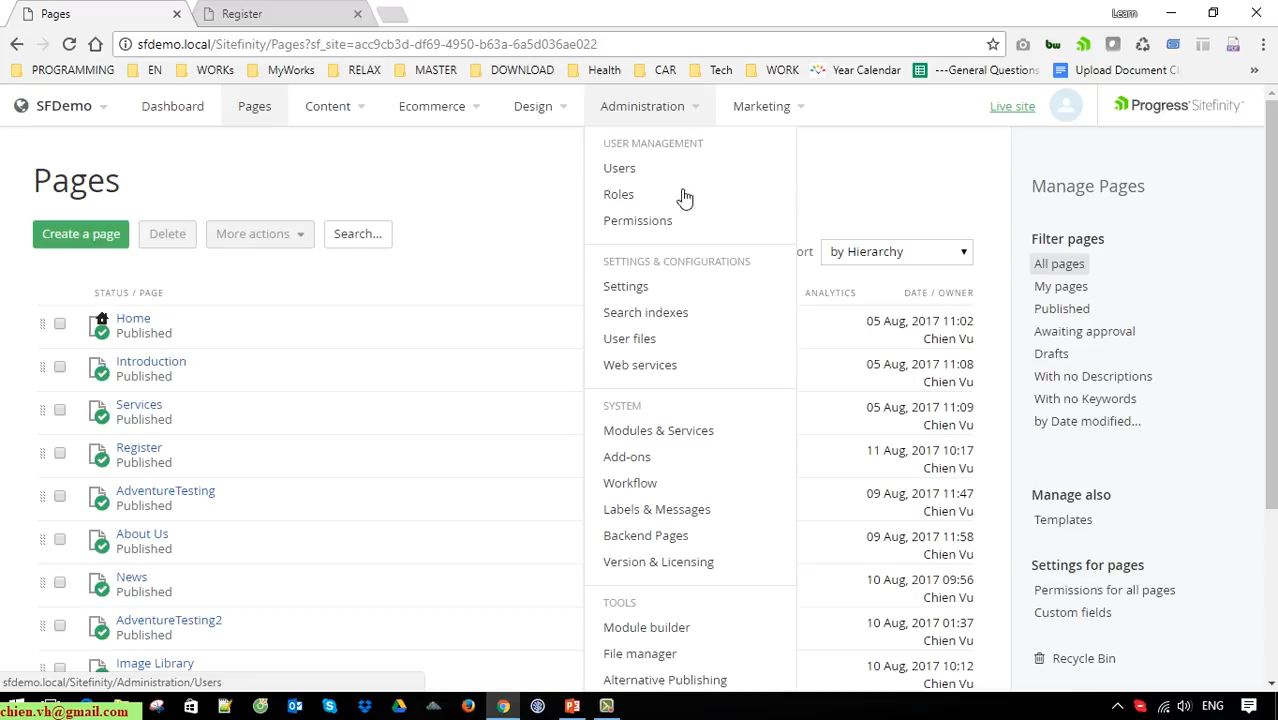 Pages
Register
Learn
sfdemo.local/Sitefinity/Pages?sf_site=acc9cb3d-df69-4950-b63a-6a5d036ae022
PROGRAMMING
EN
WORKs
MyWorks
RELAX
MASTER
DOWNLOAD
Health
CAR
Tech
WORK
Year Calendar
---General Questions
Upload Document Cl
SFDemo
Dashboard
Pages
Content
Ecommerce
Design
Administration
Marketing
Live site
Progress Sitefinity
Pages
Create a page
Delete
More actions
Search...
ort
by Hierarchy
STATUS / PAGE
ANALYTICS
DATE / OWNER
Home
Published
05 Aug, 2017 11:02
Chien Vu
Introduction
Published
05 Aug, 2017 11:08
Chien Vu
Services
Published
05 Aug, 2017 11:09
Chien Vu
Register
Published
11 Aug, 2017 10:17
Chien Vu
AdventureTesting
Published
09 Aug, 2017 11:47
Chien Vu
About Us
Published
09 Aug, 2017 11:58
Chien Vu
News
Published
10 Aug, 2017 09:56
Chien Vu
AdventureTesting2
Published
10 Aug, 2017 01:37
Chien Vu
Image Library
10 Aug, 2017 10:12
USER MANAGEMENT
Users
Roles
Permissions
SETTINGS & CONFIGURATIONS
Settings
Search indexes
User files
Web services
SYSTEM
Modules & Services
Add-ons
Workflow
Labels & Messages
Backend Pages
Version & Licensing
TOOLS
Module builder
File manager
Alternative Publishing
Manage Pages
Filter pages
All pages
My pages
Published
Awaiting approval
Drafts
With no Descriptions
With no Keywords
by Date modified...
Manage also
Templates
Settings for pages
Permissions for all pages
Custom fields
Recycle Bin
sfdemo.local/Sitefinity/Administration/Users
chien.vh@gmail.com
ENG